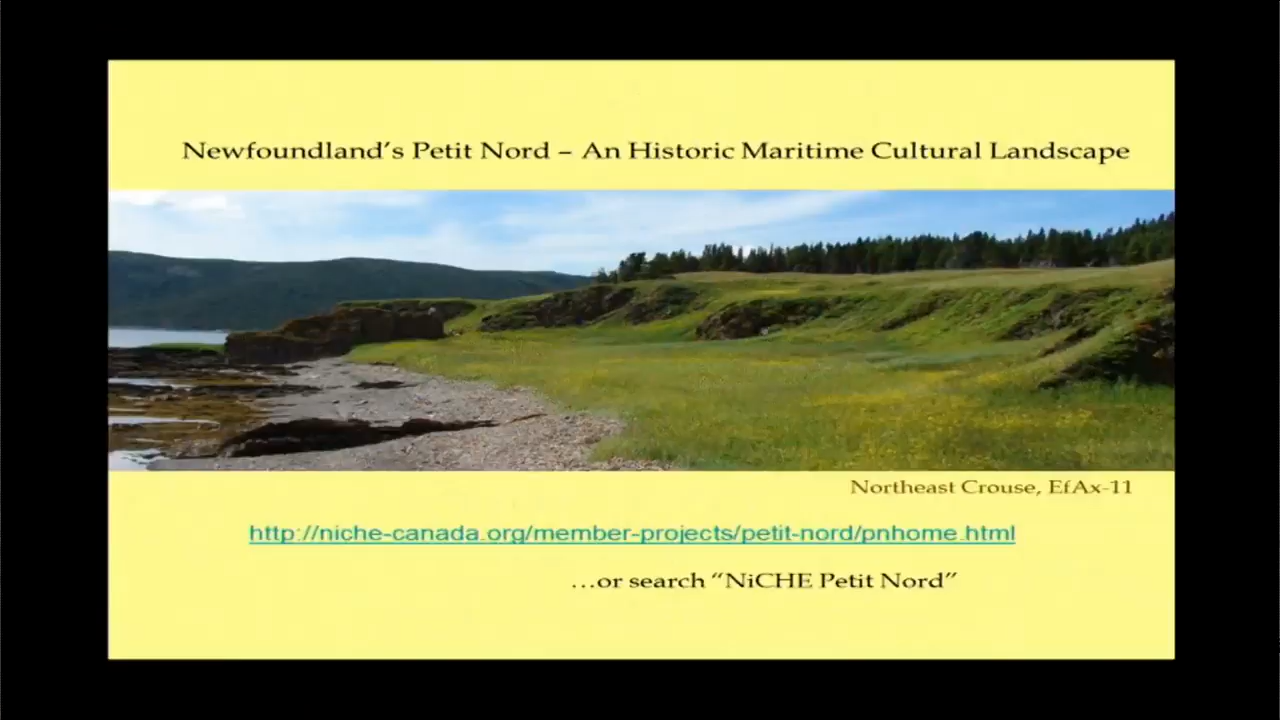 Newfoundland's Petit Nord – An Historic Maritime Cultural Landscape
Northeast Crouse, EfAx-11
http://niche-canada.org/member-projects/petit-nord/pnhome.html
…or search “NiCHE Petit Nord”